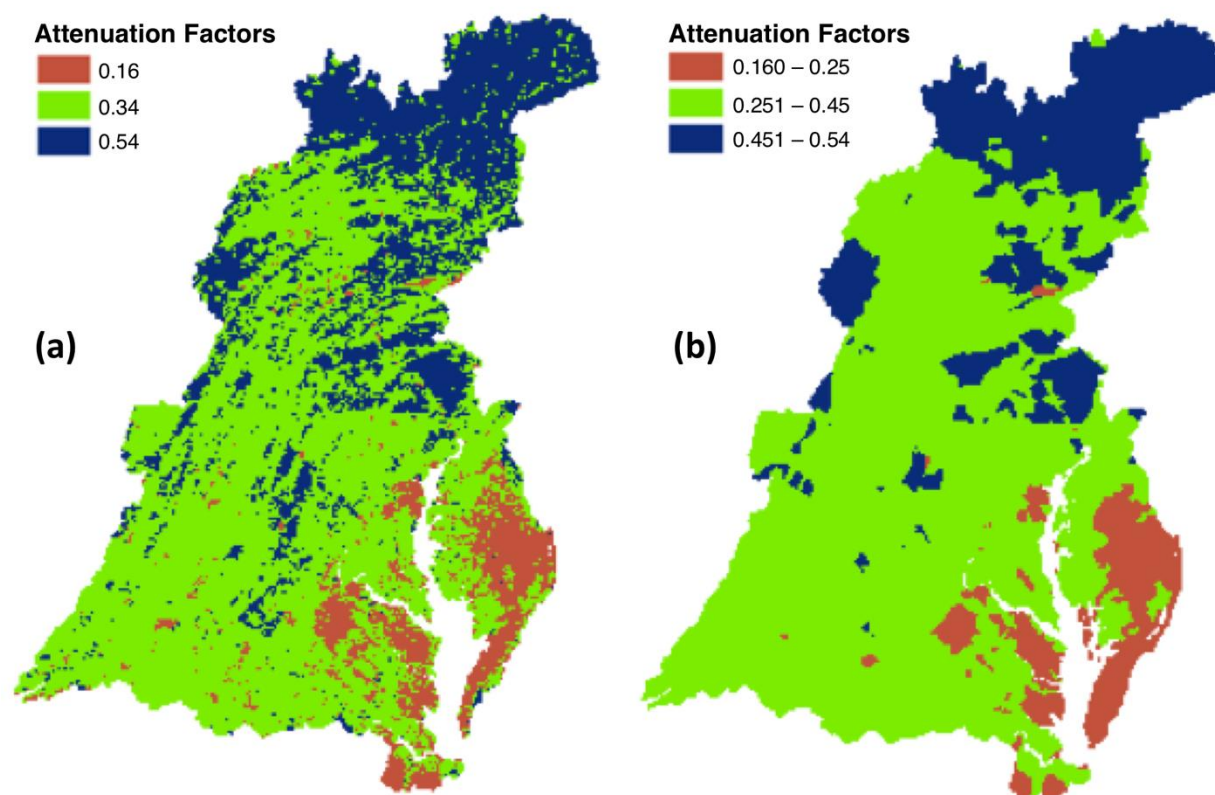 Attenuation Factors
0.16
0.34
0.54
(a)
Attenuation Factors
0.160 – 0.25
0.251 – 0.45
0.451 – 0.54
(b)